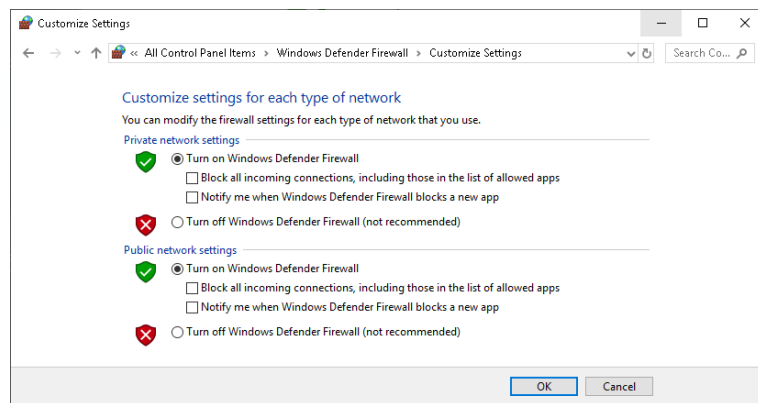 Customize Settings
« All Control Panel Items > Windows Defender Firewall > Customize Settings
Search Co...
Customize settings for each type of network
You can modify the firewall settings for each type of network that you use.
Private network settings
Turn on Windows Defender Firewall
Block all incoming connections, including those in the list of allowed apps
Notify me when Windows Defender Firewall blocks a new app
Turn off Windows Defender Firewall (not recommended)
Public network settings
Turn on Windows Defender Firewall
Block all incoming connections, including those in the list of allowed apps
Notify me when Windows Defender Firewall blocks a new app
Turn off Windows Defender Firewall (not recommended)
OK
Cancel